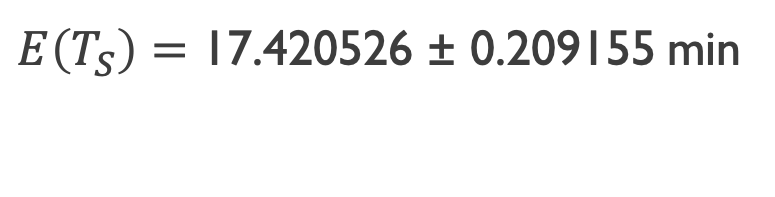 E(T_S) = 17.420526 ± 0.209155 min